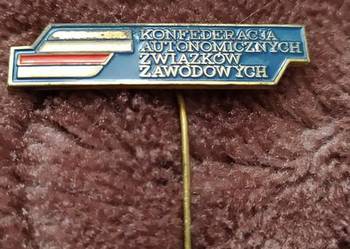 KONFEDERACJA
AUTONOMICZNYCH
ZWIĄZKÓW
ZAWODOWYCH